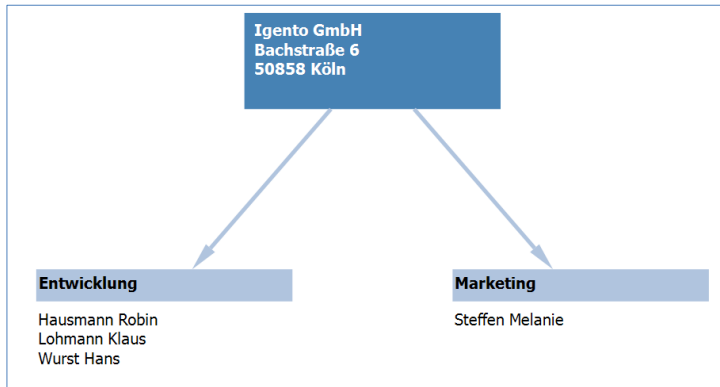 Igento GmbH
Bachstraße 6
50858 Köln
Entwicklung
Hausmann Robin
Lohmann Klaus
Wurst Hans
Marketing
Steffen Melanie